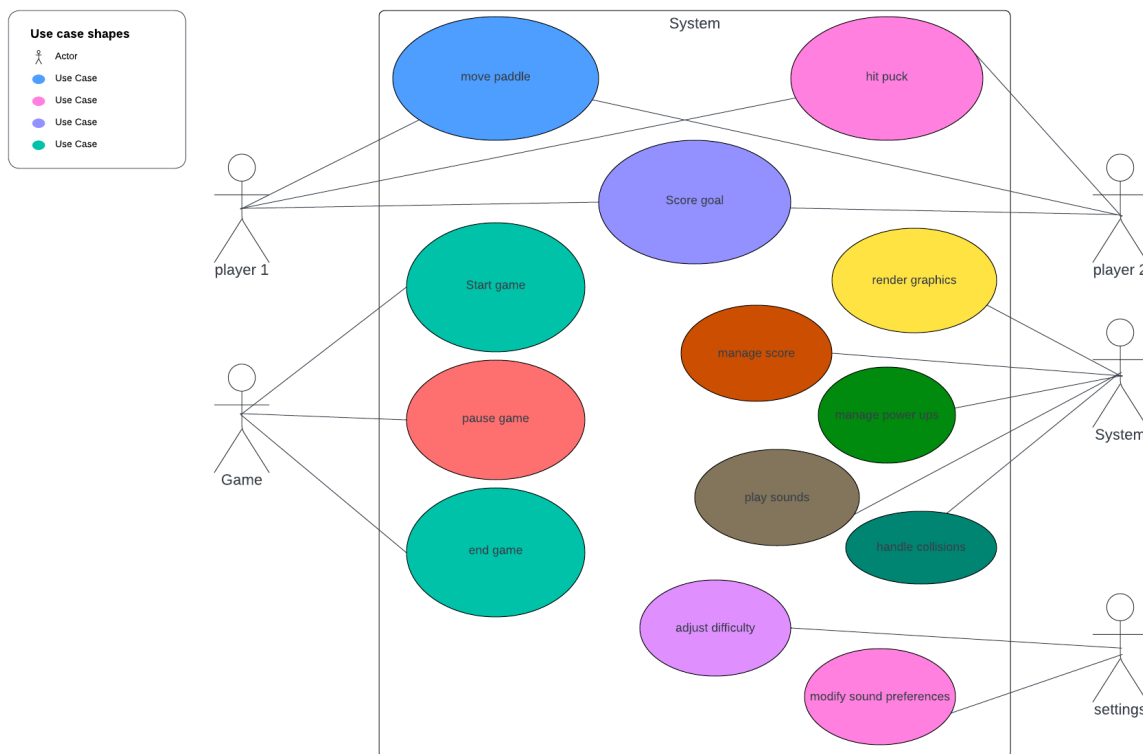 Use case shapes
Actor
Use Case
Use Case
Use Case
Use Case
System
move paddle
hit puck
Score goal
player 1
player 2
Start game
render graphics
manage score
pause game
manage power ups
System
Game
play sounds
end game
handle collisions
adjust difficulty
modify sound preferences
settings